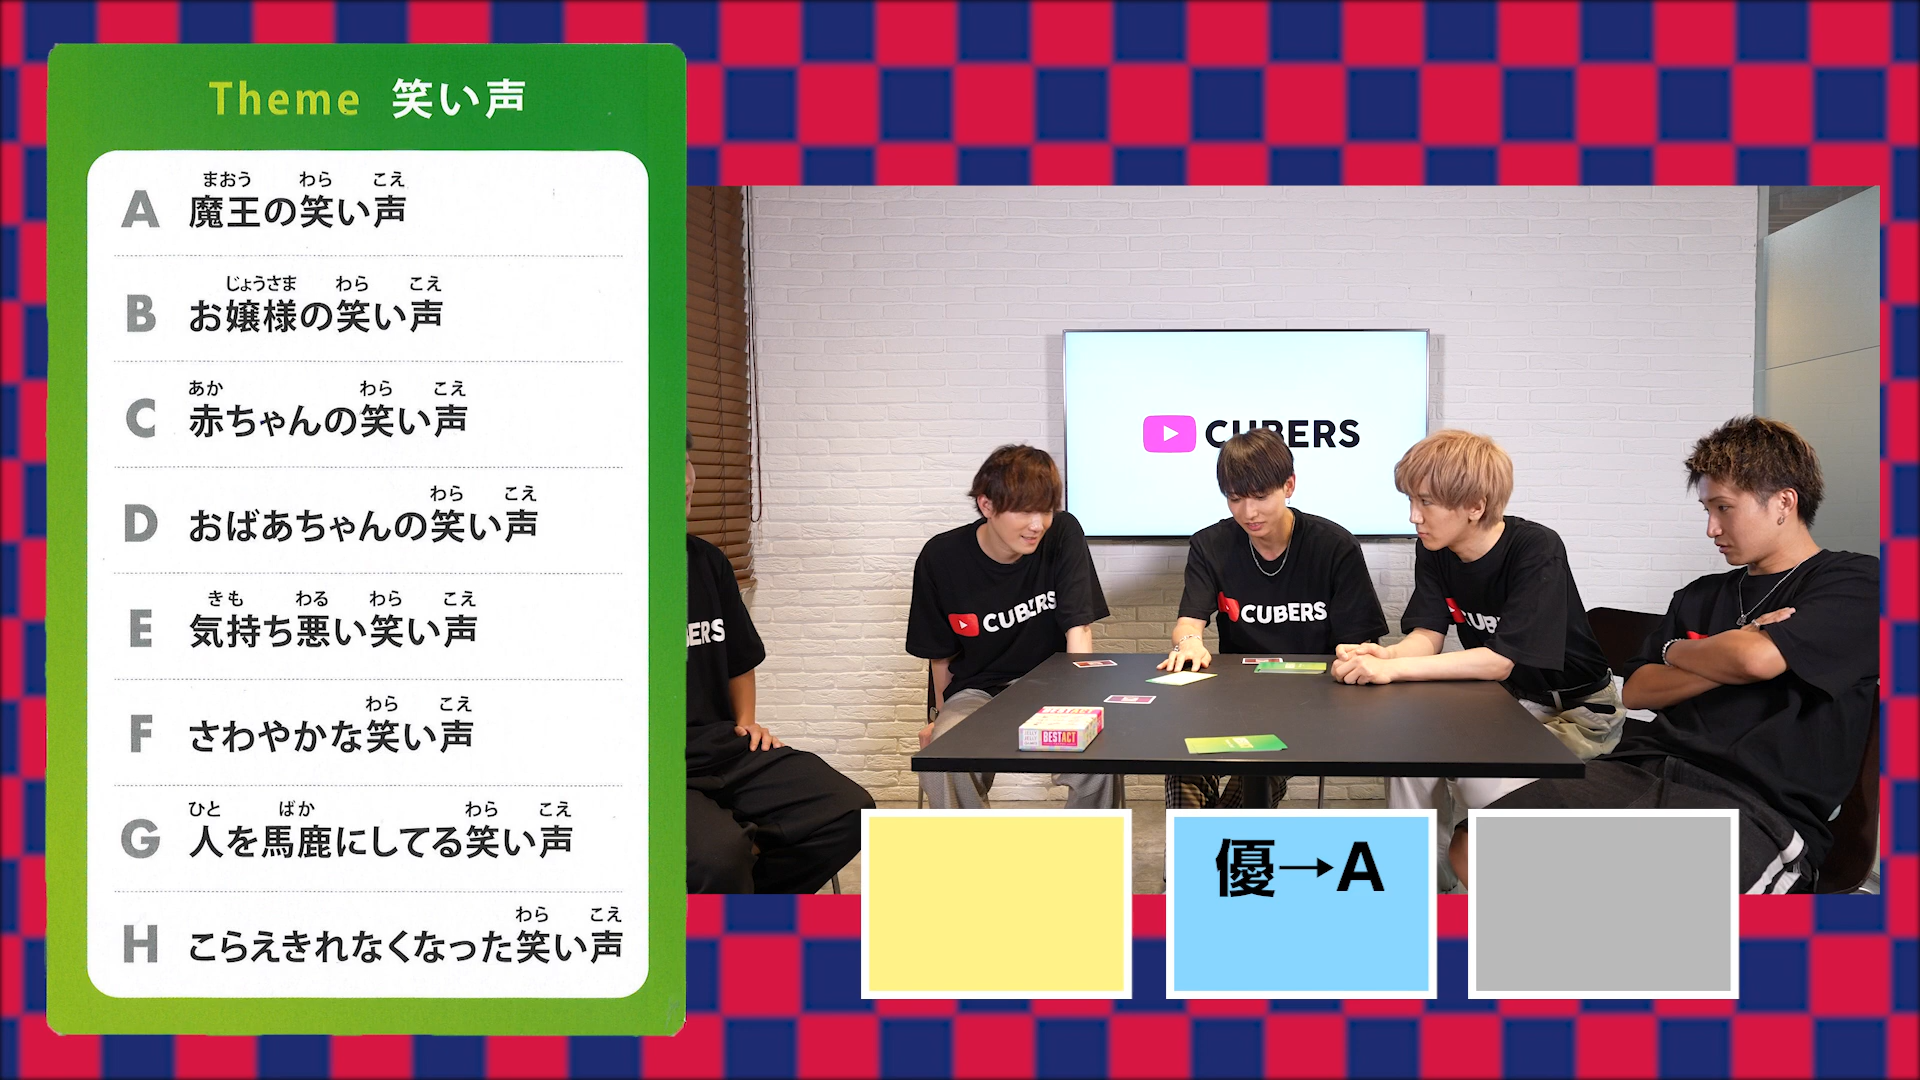 Theme 笑い声
まおう わら こえ
A 魔王の笑い声
じょうさま わら こえ
B お嬢様の笑い声
あか わら こえ
C 赤ちゃんの笑い声
わら こえ
D おばあちゃんの笑い声
きも わる わら こえ
E 気持ち悪い笑い声
わら こえ
F さわやかな笑い声
ひと ばか わら こえ
G 人を馬鹿にしてる笑い声
わら こえ
H こらえきれなくなった笑い声
CUBERS
BERS
CUBERS
CUBERS
CUB
BESTACT
優→A